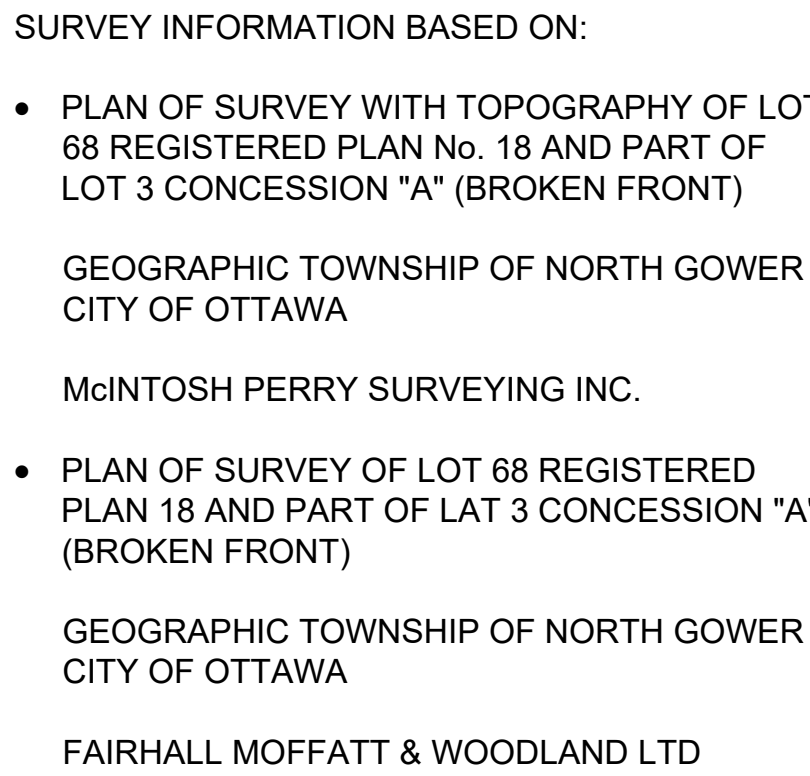 SURVEY INFORMATION BASED ON:
• PLAN OF SURVEY WITH TOPOGRAPHY OF LOT
68 REGISTERED PLAN No. 18 AND PART OF
LOT 3 CONCESSION "A" (BROKEN FRONT)
GEOGRAPHIC TOWNSHIP OF NORTH GOWER
CITY OF OTTAWA
McINTOSH PERRY SURVEYING INC.
• PLAN OF SURVEY OF LOT 68 REGISTERED
PLAN 18 AND PART OF LAT 3 CONCESSION "A"
(BROKEN FRONT)
GEOGRAPHIC TOWNSHIP OF NORTH GOWER
CITY OF OTTAWA
FAIRHALL MOFFATT & WOODLAND LTD